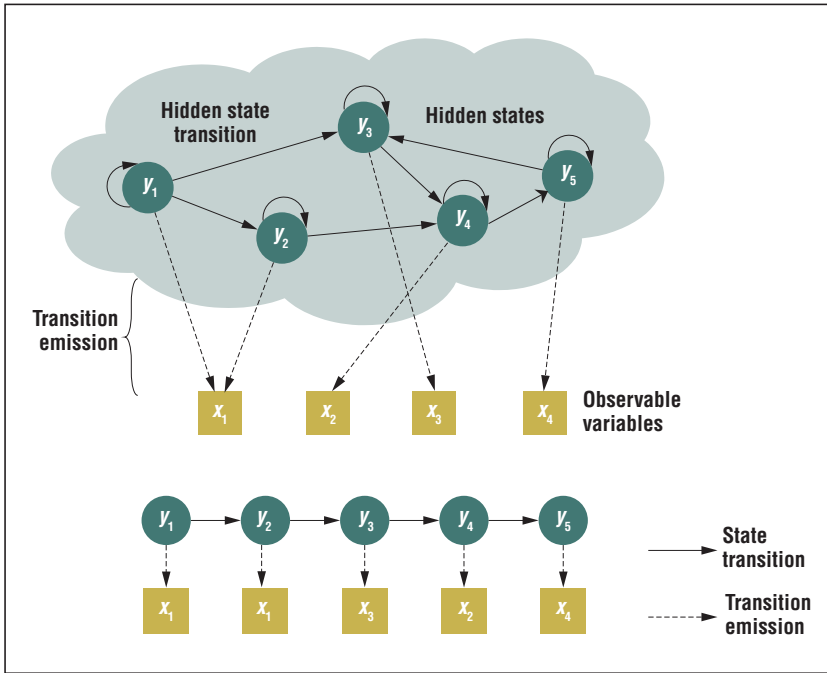 Hidden state
transition
Hidden states
y₃
y₁
y₅
y₄
y₂
Transition
emission
x₁
x₂
x₃
x₄
Observable
variables
y₁ y₂ y₃ y₄ y₅
x₁ x₁ x₃ x₂ x₄
State
transition
Transition
emission